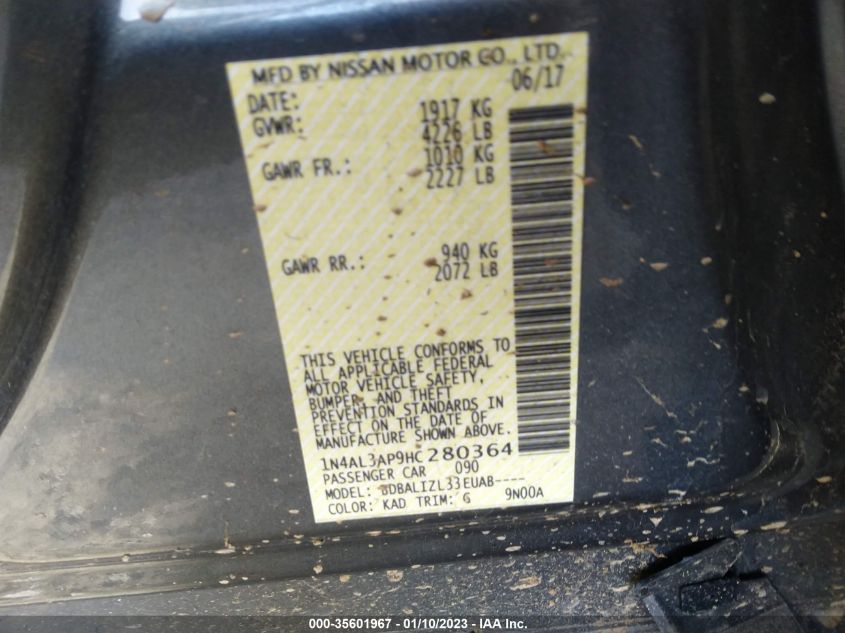 MFD BY NISSAN MOTOR CO., LTD.
DATE: 06/17
GVWR: 1917 KG
4226 LB
GAWR FR.: 1010 KG
2227 LB
GAWR RR.: 940 KG
2072 LB
THIS VEHICLE CONFORMS TO
ALL APPLICABLE FEDERAL
MOTOR VEHICLE SAFETY,
BUMPER, AND THEFT
PREVENTION STANDARDS IN
EFFECT ON THE DATE OF
MANUFACTURE SHOWN ABOVE.
1N4AL3AP9HC280364
PASSENGER CAR 090
MODEL: BDBALIZL33EUAB----
COLOR: KAD TRIM: G 9N00A
000-35601967 - 01/10/2023 - IAA Inc.